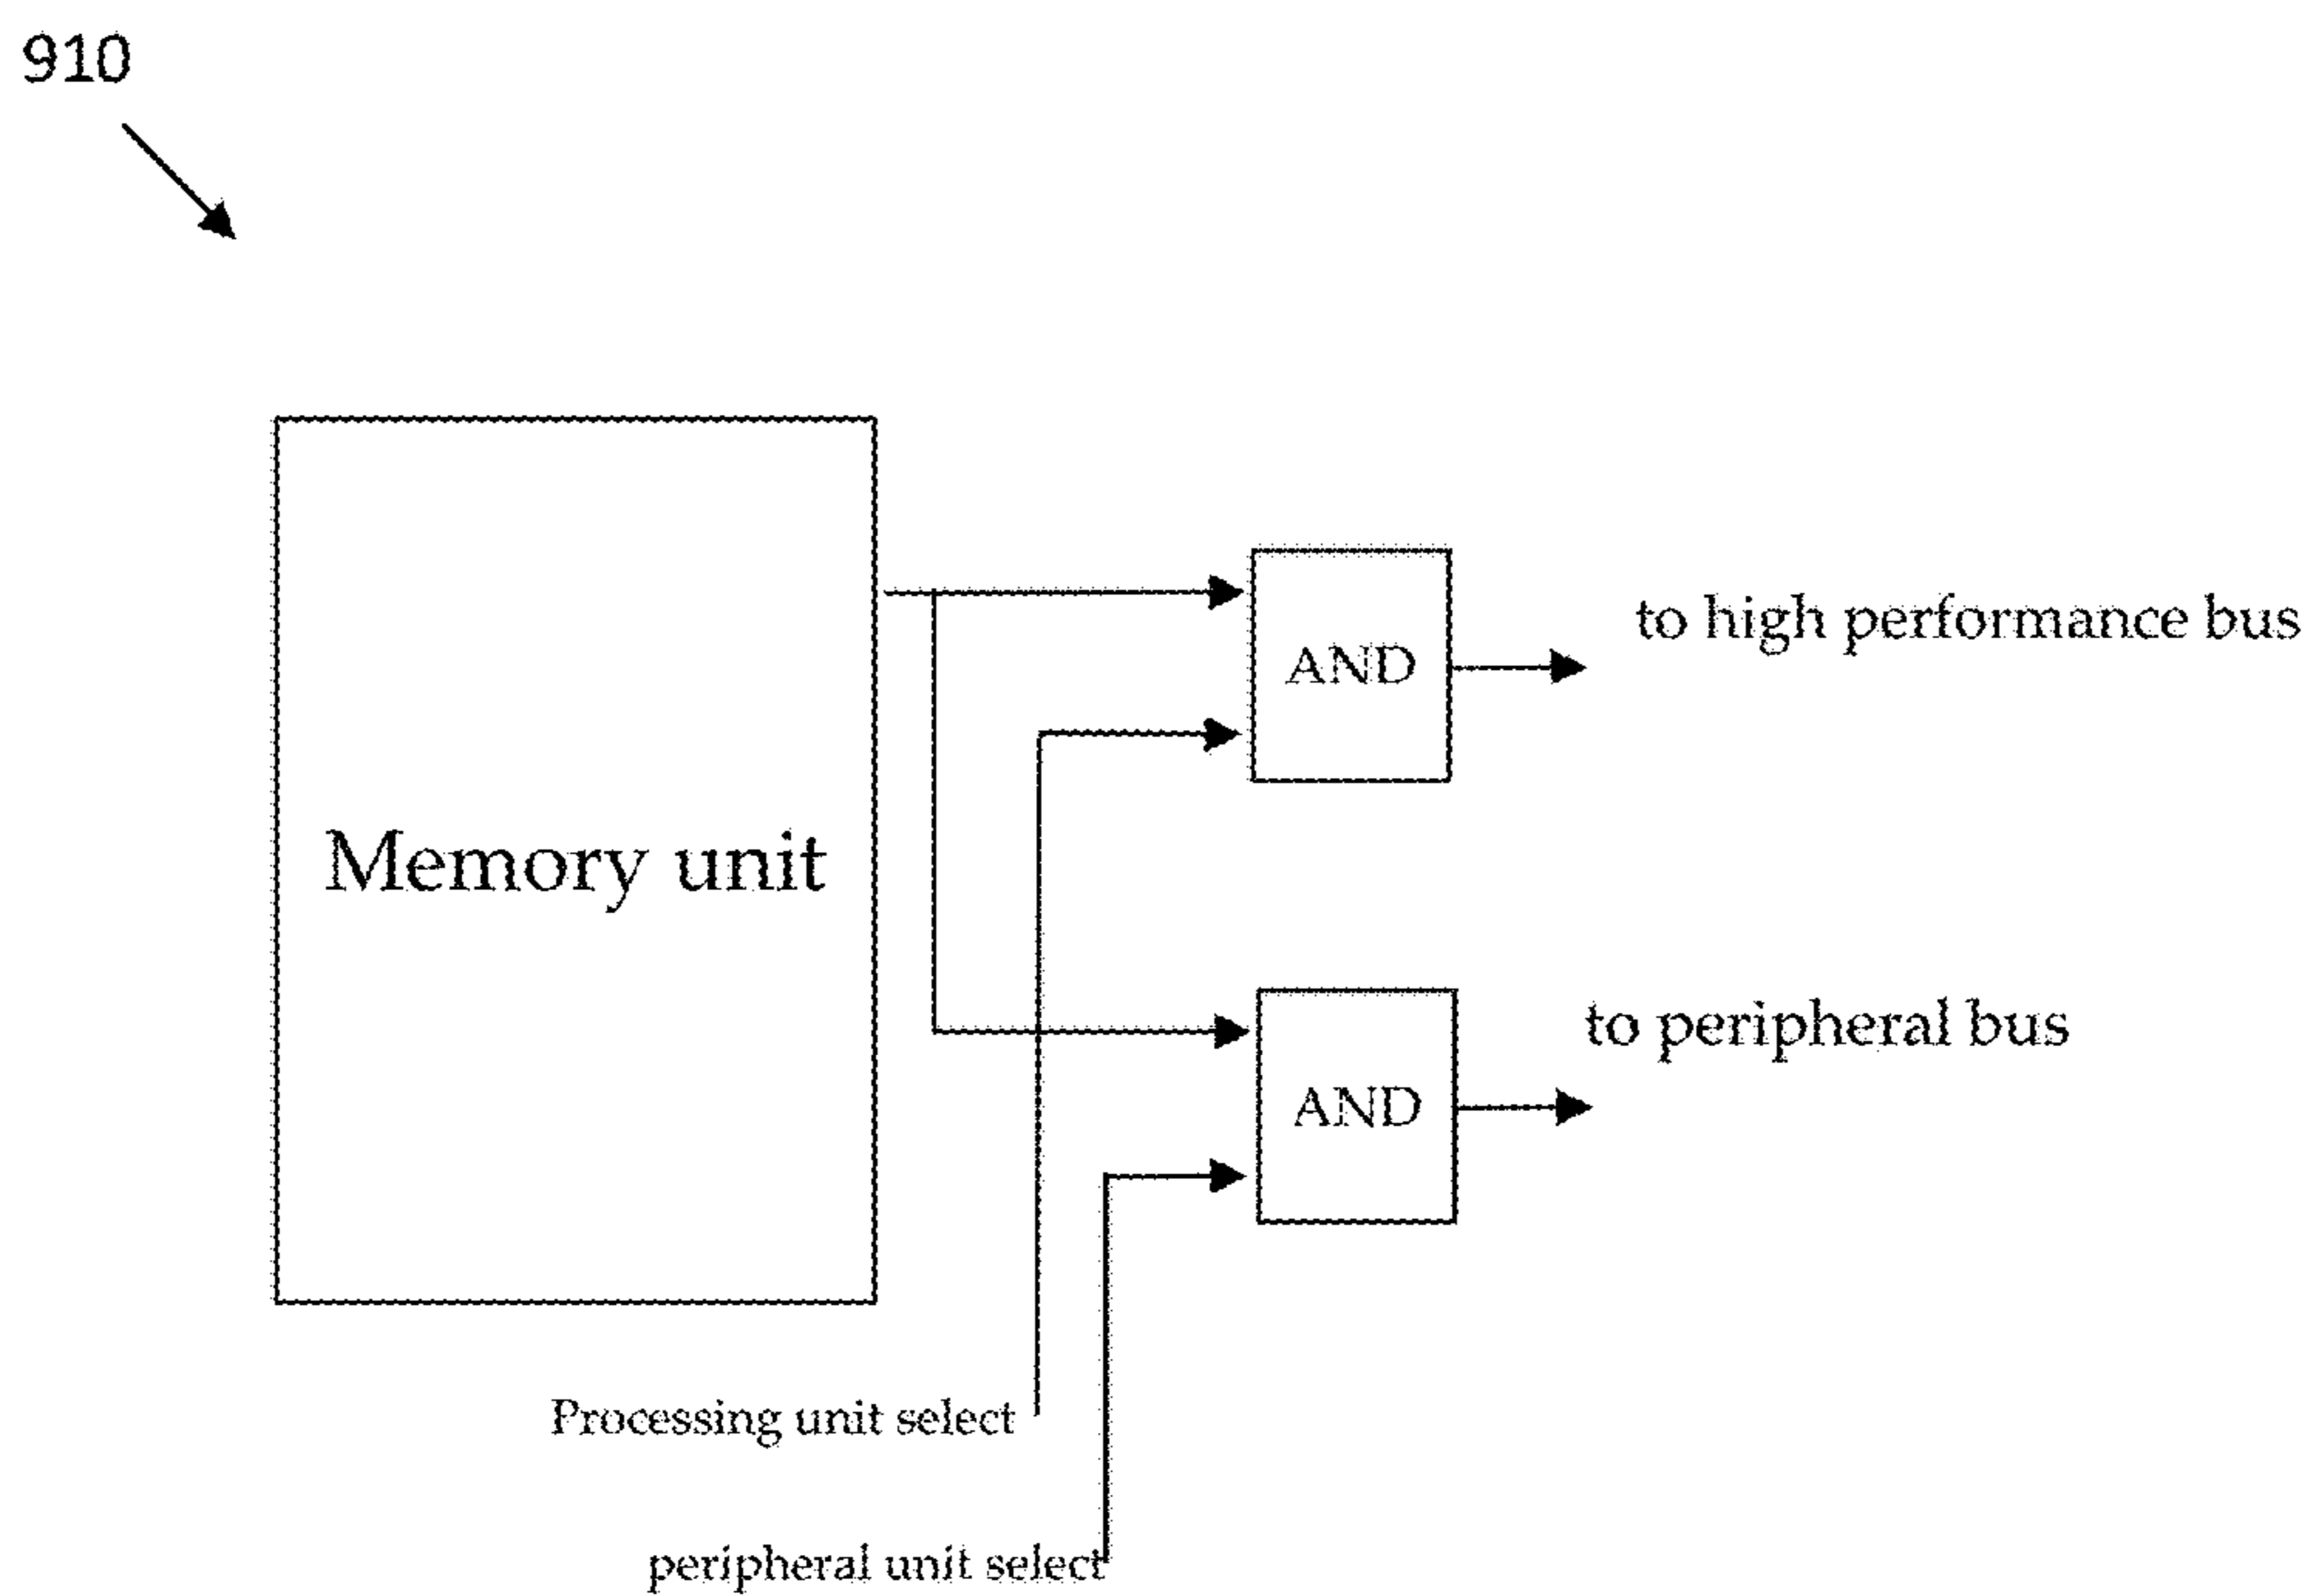 910
to high performance bus
AND
Memory unit
to peripheral bus
AND
Processing unit select
peripheral unit select